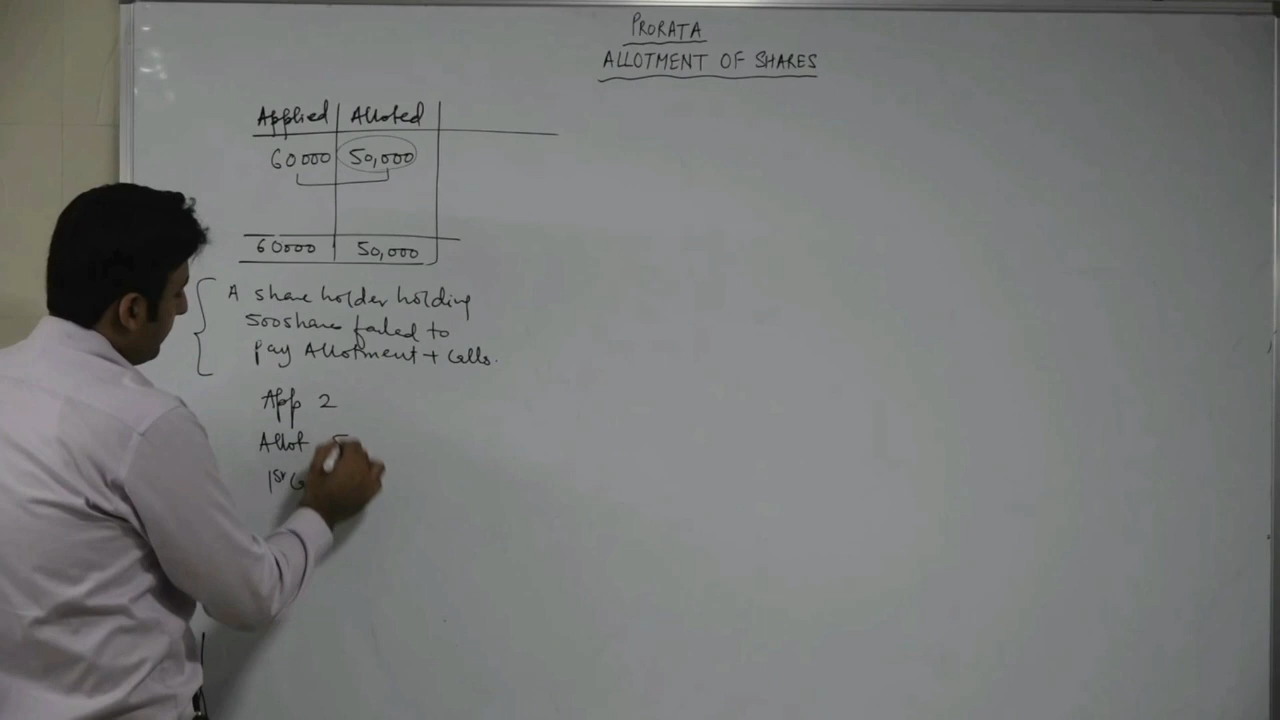 PRORATA
ALLOTMENT OF SHARES
Applied Alloted
60000 50,000
60000 50,000
A share holder holding
500 share failed to
pay Allotment + Calls.
App 2
Allot 5
1st